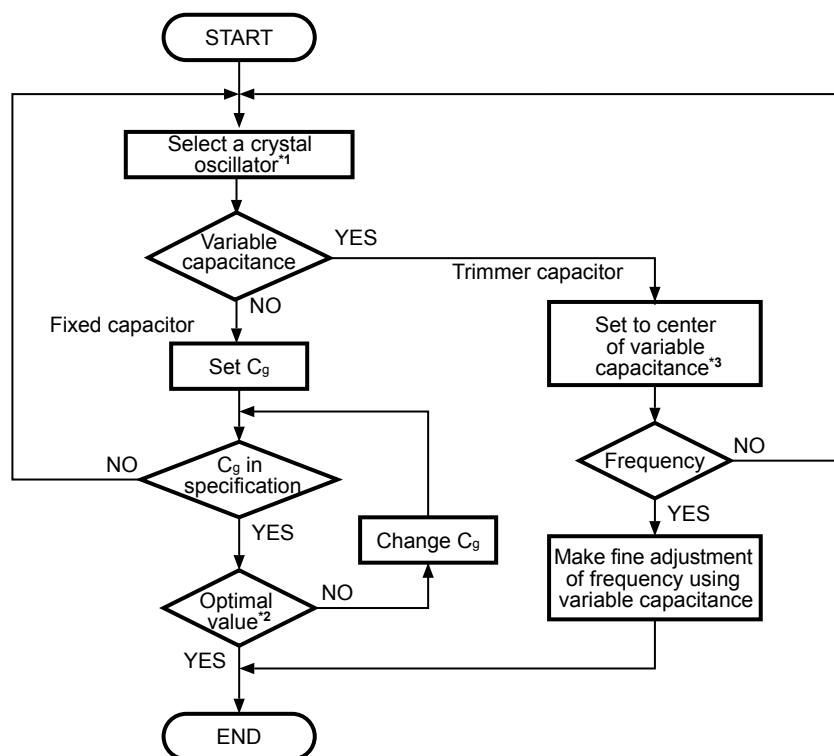 START
Select a crystal
oscillator*1
Variable
capacitance
YES
Trimmer capacitor
NO
Fixed capacitor
Set Cg
Set to center
of variable
capacitance*3
Cg in
specification
NO
YES
Change Cg
Optimal
value*2
NO
YES
Frequency
NO
YES
Make fine adjustment
of frequency using
variable capacitance
END